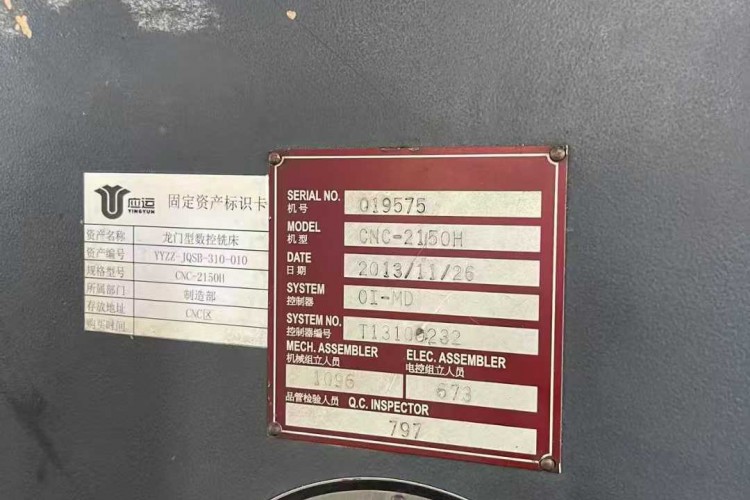 应运
YINGYUN
固定资产标识卡
资产名称 龙门型数控铣床
资产编号 YYZZ-JQSB-310-010
规格型号 CNC-2150H
所属部门 制造部
存放地址 CNC区
购买时间
SERIAL NO. Q19575
机号
MODEL CNC-2150H
机型
DATE 2013/11/26
日期
SYSTEM OI-MD
控制器
SYSTEM NO.
控制器编号
MECH. ASSEMBLER ELEC. ASSEMBLER
机械组立人员 电控组立人员
1096 673
品管检验人员 Q.C. INSPECTOR
797